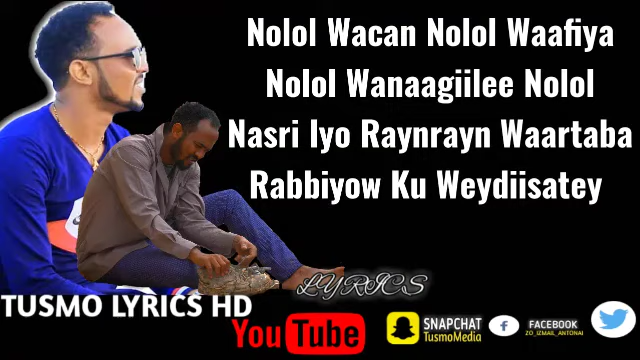 Nolol Wacan Nolol Waafiya
Nolol Wanaagiilee Nolol
Nasri Iyo Raynrayn Waartaba
Rabbiyow Ku Weydiisatey
LYRICS
TUSMO LYRICS HD
YouTube
SNAPCHAT
TusmoMedia
f
FACEBOOK
ZO_IZMAIL_ANTONAI